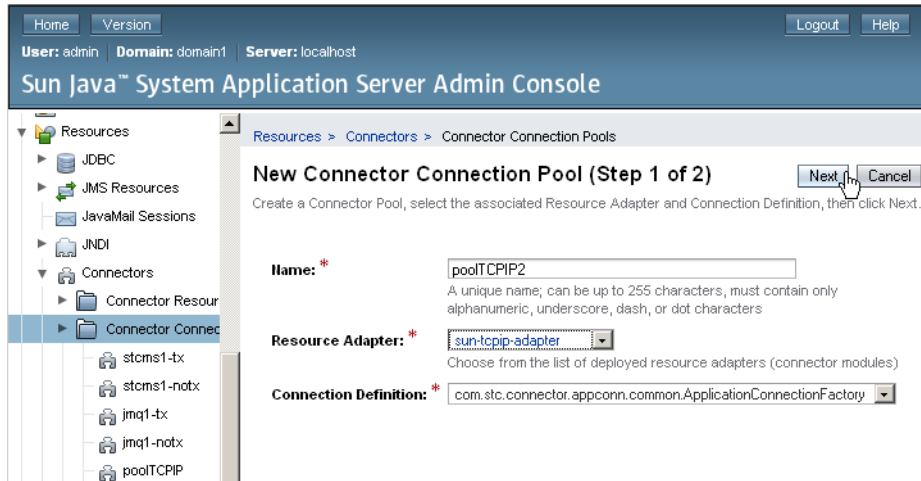 Home Version Logout Help
User: admin Domain: domain1 Server: localhost
Sun Java™ System Application Server Admin Console
Resources
JDBC
JMS Resources
JavaMail Sessions
JNDI
Connectors
Connector Resour
Connector Connec
stcms1-tx
stcms1-notx
jmq1-tx
jmq1-notx
poolTCPIP
Resources > Connectors > Connector Connection Pools
New Connector Connection Pool (Step 1 of 2) Next Cancel
Create a Connector Pool, select the associated Resource Adapter and Connection Definition, then click Next.
Name: * poolTCPIP2
A unique name; can be up to 255 characters, must contain only
alphanumeric, underscore, dash, or dot characters
Resource Adapter: * sun-tcpip-adapter
Choose from the list of deployed resource adapters (connector modules)
Connection Definition: * com.stc.connector.appconn.common.ApplicationConnectionFactory